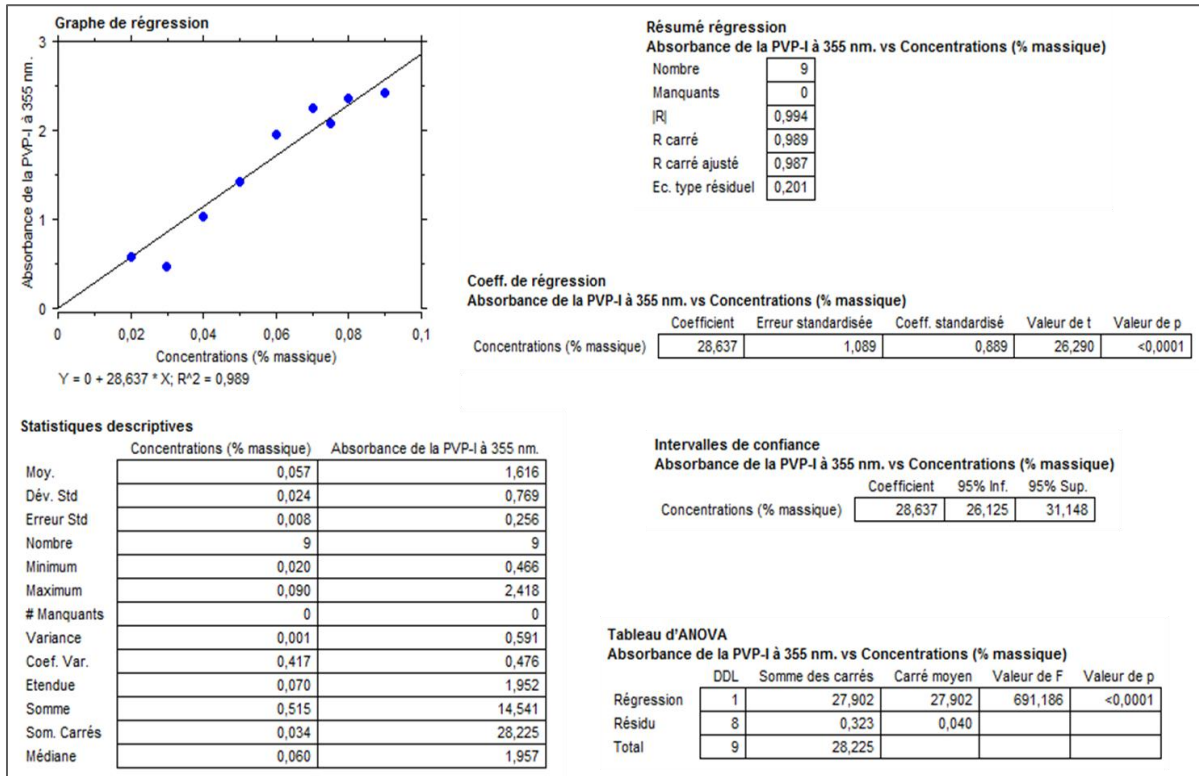 Graphe de régression
Absorbance de la PVP-I à 355 nm.
3
2
1
0
0 0,02 0,04 0,06 0,08 0,1
Concentrations (% massique)
Y = 0 + 28,637 * X; R^2 = 0,989
Résumé régression
Absorbance de la PVP-I à 355 nm. vs Concentrations (% massique)
Nombre 9
Manquants 0
|R| 0,994
R carré 0,989
R carré ajusté 0,987
Ec. type résiduel 0,201
Coeff. de régression
Absorbance de la PVP-I à 355 nm. vs Concentrations (% massique)
Coefficient Erreur standardisée Coeff. standardisé Valeur de t Valeur de p
Concentrations (% massique) 28,637 1,089 0,889 26,290 <0,0001
Statistiques descriptives
Concentrations (% massique) Absorbance de la PVP-I à 355 nm.
Moy. 0,057 1,616
Dév. Std 0,024 0,769
Erreur Std 0,008 0,256
Nombre 9 9
Minimum 0,020 0,466
Maximum 0,090 2,418
# Manquants 0 0
Variance 0,001 0,591
Coef. Var. 0,417 0,476
Etendue 0,070 1,952
Somme 0,515 14,541
Som. Carrés 0,034 28,225
Médiane 0,060 1,957
Intervalles de confiance
Absorbance de la PVP-I à 355 nm. vs Concentrations (% massique)
Coefficient 95% Inf. 95% Sup.
Concentrations (% massique) 28,637 26,125 31,148
Tableau d'ANOVA
Absorbance de la PVP-I à 355 nm. vs Concentrations (% massique)
DDL Somme des carrés Carré moyen Valeur de F Valeur de p
Régression 1 27,902 27,902 691,186 <0,0001
Résidu 8 0,323 0,040
Total 9 28,225